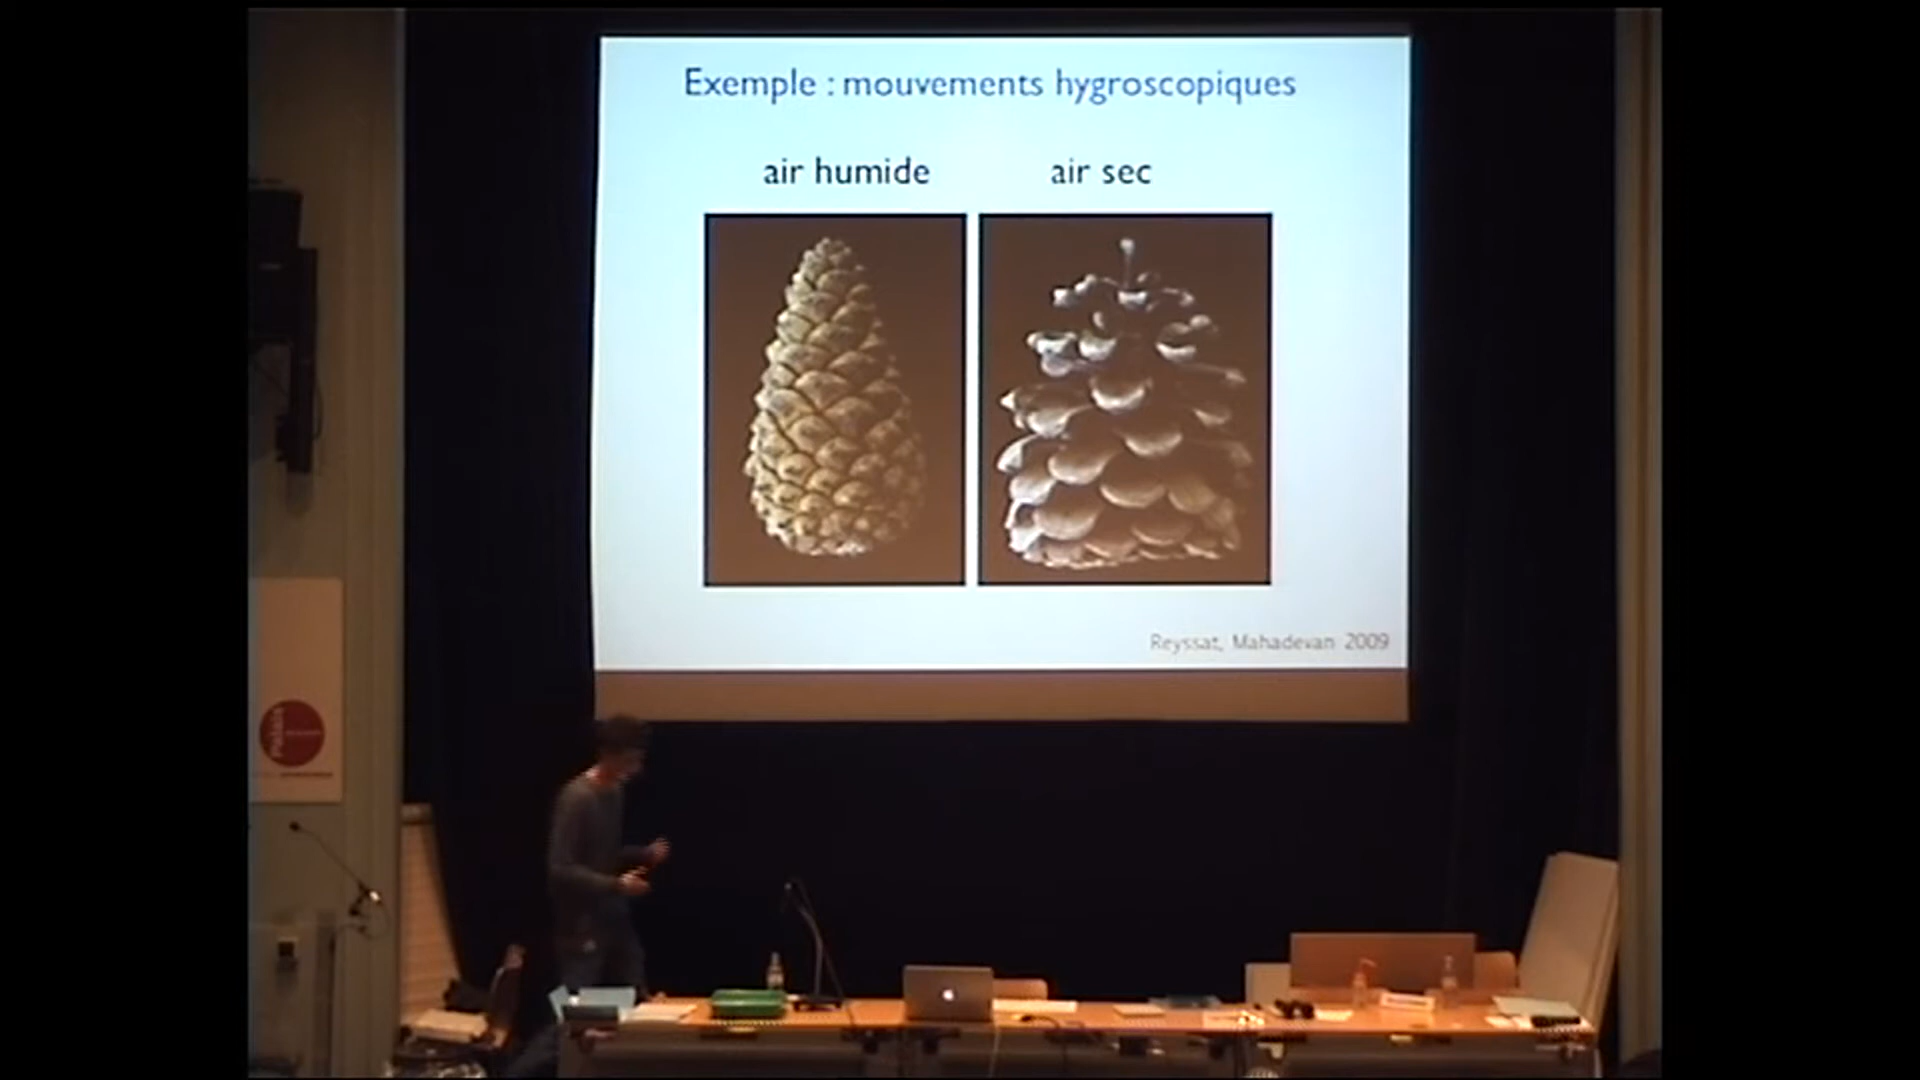 Exemple : mouvements hygroscopiques
air humide
air sec
Reyssat, Mahadevan 2009